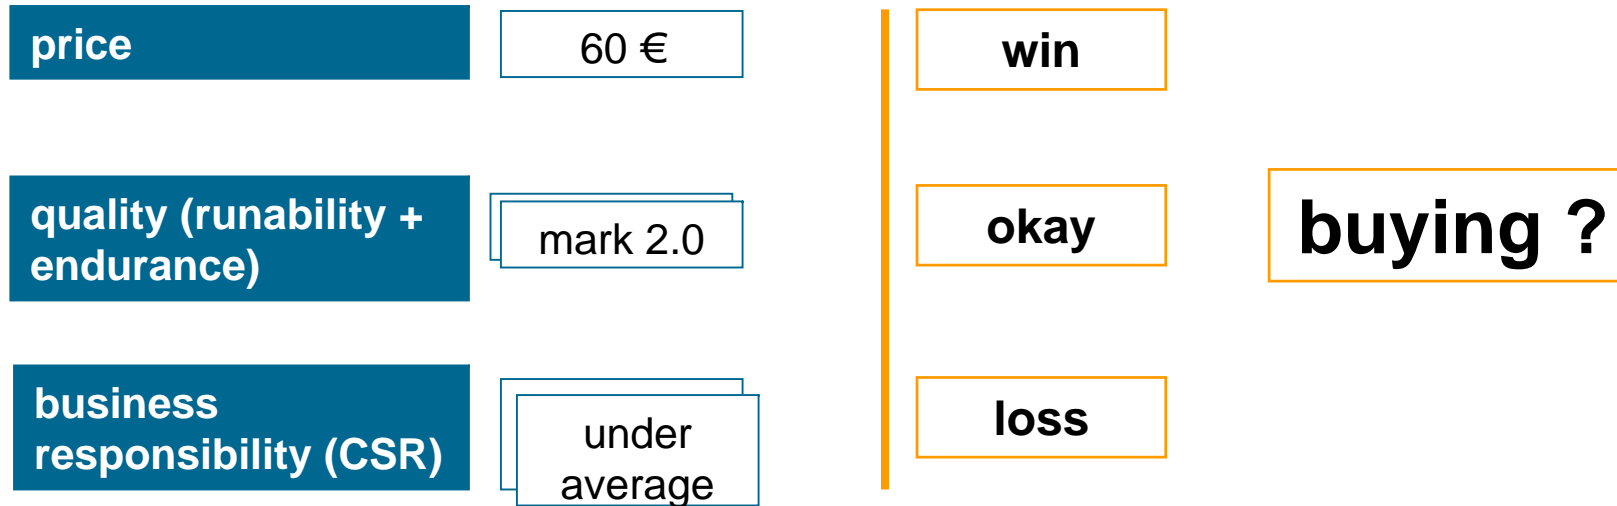 price
60 €
win
quality (runability +
endurance)
mark 2.0
okay
buying ?
business
responsibility (CSR)
under
average
loss